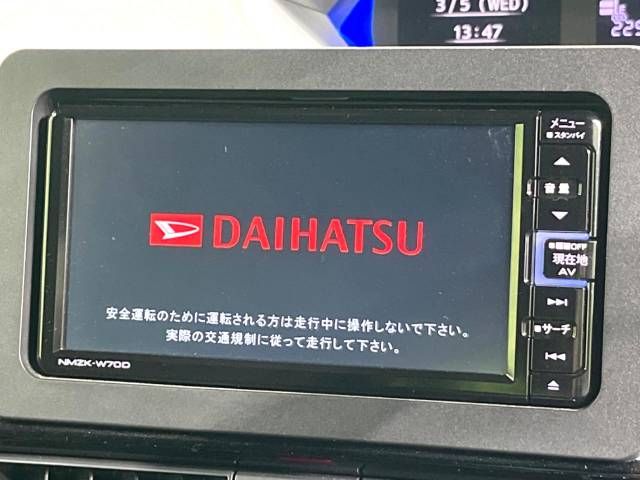 3/5 (WED)
13:47
229
メニュー
■スタンバイ
音量
DAIHATSU
■画面OFF
現在地
AV
安全運転のために運転される方は走行中に操作しないで下さい。
実際の交通規制に従って走行して下さい。
■サーチ
NMZK-W70D